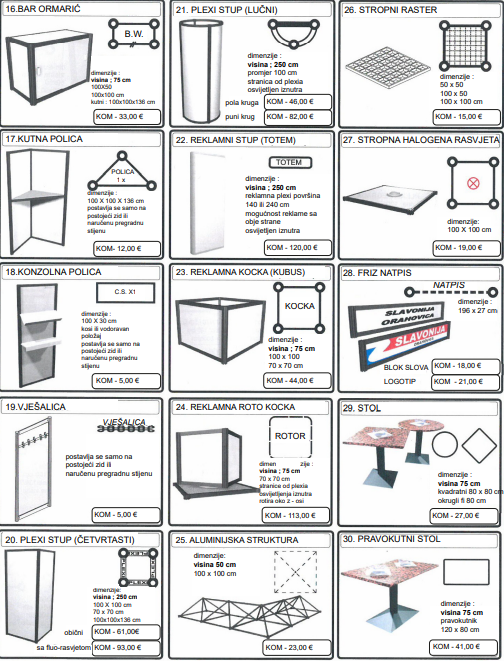 16.BAR ORMARIĆ
B.W.
dimenzije :
visina ; 75 cm
100X50
100x100 cm
kutni : 100x100x136 cm
KOM - 33,00 €
21. PLEXI STUP (LUČNI)
dimenzije:
visina ; 250 cm
promjer 100 cm
stranica od plexia
osvijetljen iznutra
pola kruga
KOM - 46,00 €
puni krug
KOM - 82,00 €
26. STROPNI RASTER
dimenzije:
50 x 50
100 x 50
100 x 100 cm
KOM - 15,00 €
17.KUTNA POLICA
POLICA
1 x
dimenzije :
100 X 100 X 136 cm
postavlja se samo na
postojeći zid ili
naručenu pregradnu
stijenu
KOM- 12,00 €
22. REKLAMNI STUP (TOTEM)
TOTEM
dimenzije:
visina ; 250 cm
reklamna plexi površina
140 ili 240 cm
mogućnost reklame sa
obje strane
osvijetljen iznutra
KOM - 120,00 €
27. STROPNA HALOGENA RASVJETA
dimenzije:
100 X 100 cm
KOM - 19,00 €
18.KONZOLNA POLICA
C.S. X1
dimenzije :
100 X 30 cm
kosi ili vodoravan
položaj
postavlja se samo na
postojeći zid ili
naručenu pregradnu
stijenu
KOM - 5,00 €
23. REKLAMNA KOCKA (KUBUS)
KOCKA
dimenzije :
visina ; 75 cm
100 x 100
70 x 70 cm
KOM - 44,00 €
28. FRIZ NATPIS
NATPIS
dimenzije :
196 x 27 cm
SLAVONIJA
ORAHOVICA
SLAVONIJA
BLOK SLOVA
KOM - 18,00 €
LOGOTIP
KOM - 21,00 €
19.VJEŠALICA
VJEŠALICA
postavlja se samo na
postojeći zid ili
naručenu pregradnu stijenu
KOM - 5,00 €
24. REKLAMNA ROTO KOCKA
ROTOR
dimen zije :
visina ; 75 cm
70 x 70 cm
stranice od plexia
osvijetljenja iznutra
rotira oko z - osi
KOM - 113,00 €
29. STOL
dimenzije :
visina 75 cm
kvadratni 80 x 80 cm
okrugli fi 80 cm
KOM - 27,00 €
20. PLEXI STUP (ČETVRTASTI)
PLEXI
PLEXI
dimenzije:
visina ; 250 cm
100 X 100 cm
70 x 70 cm
100x100x136 cm
obični
KOM - 61,00€
sa fluo-rasvjetom
KOM - 93,00 €
25. ALUMINIJSKA STRUKTURA
dimenzije:
visina 50 cm
100 x 100 cm
KOM - 23,00 €
30. PRAVOKUTNI STOL
dimenzije :
visina 75 cm
pravokutnik
120 x 80 cm
KOM - 41,00 €